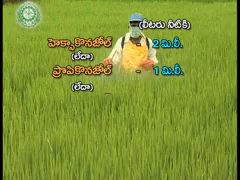 (లీటరు నీటికి)
హెక్సాకొనజోల్ - 2 మి.లీ.
(లేదా)
ప్రొపికొనజోల్ - 1 మి.లీ.
(లేదా)